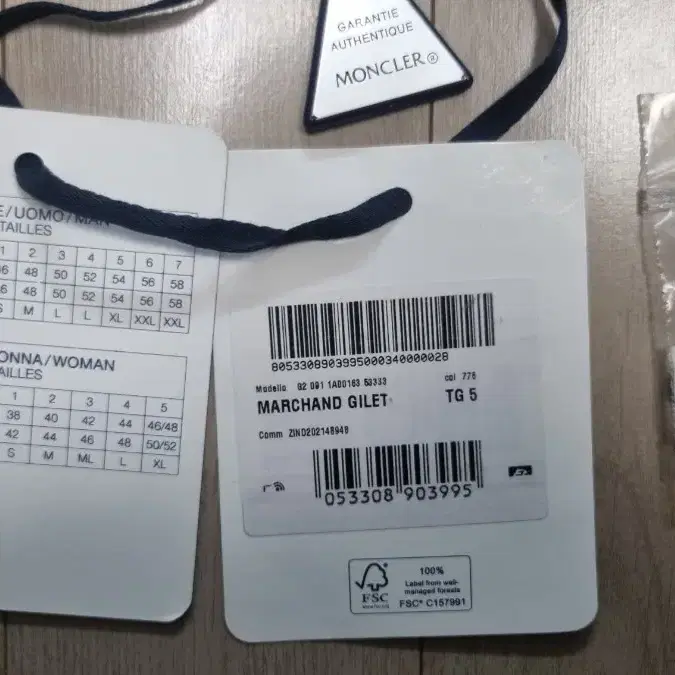 GARANTIE
AUTHENTIQUE
MONCLER®
E/UOMO/MAN
TAILLES
1 2 3 4 5 6 7
46 48 50 52 54 56 58
46 48 50 52 54 56 58
S M L L XL XXL XXL
ONNA/WOMAN
AILLES
1 2 3 4 5
38 40 42 44 46/48
42 44 46 48 50/52
S M ML L XL
8053308903995000340000028
Modello G2 091 1A00163 53333 col 776
MARCHAND GILET TG 5
Comm ZIND202148948
053308 903995
FSC
100%
Label from well-
managed forests
FSC® C157991